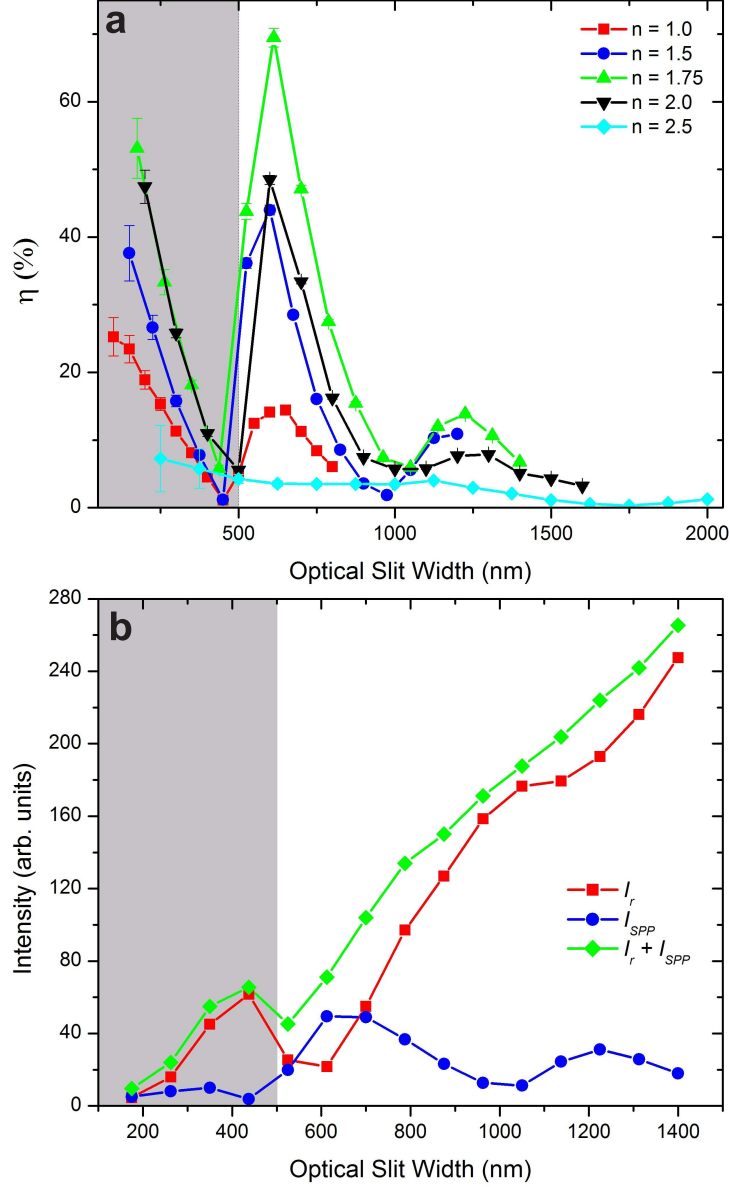 a
n = 1.0
n = 1.5
n = 1.75
n = 2.0
n = 2.5
60
40
20
0
η (%)
500 1000 1500 2000
Optical Slit Width (nm)
b
280
240
200
160
120
80
40
0
Intensity (arb. units)
I_r
I_SPP
I_r + I_SPP
200 400 600 800 1000 1200 1400
Optical Slit Width (nm)